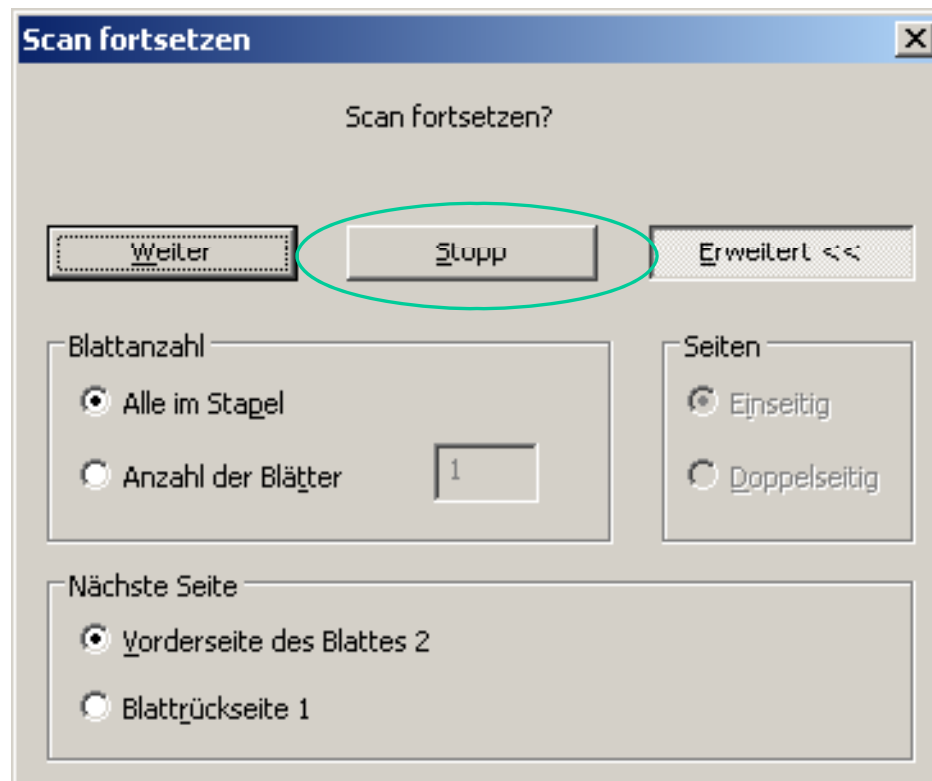 Scan fortsetzen
Scan fortsetzen?
Weiter Stopp Erweitert <<
Blattanzahl Seiten
Alle im Stapel Einseitig
Anzahl der Blätter 1 Doppelseitig
Nächste Seite
Vorderseite des Blattes 2
Blattrückseite 1